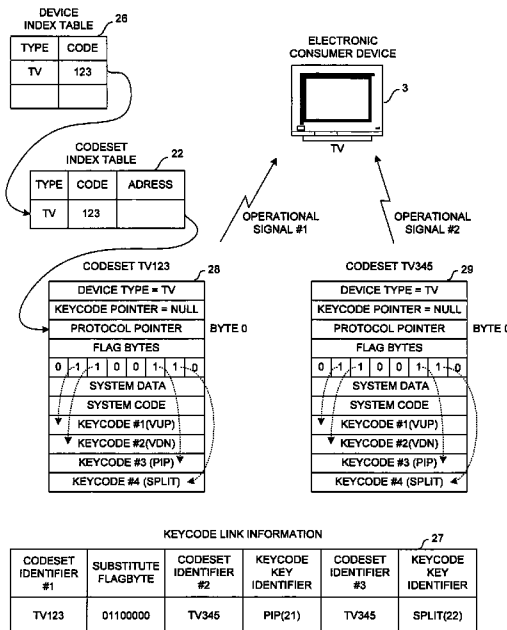 DEVICE
INDEX TABLE
26
TYPE CODE
TV 123
ELECTRONIC
CONSUMER DEVICE
3
TV
CODESET
INDEX TABLE
22
TYPE CODE ADRESS
TV 123
OPERATIONAL
SIGNAL #1
OPERATIONAL
SIGNAL #2
CODESET TV123
28
DEVICE TYPE = TV
KEYCODE POINTER = NULL
PROTOCOL POINTER BYTE 0
FLAG BYTES
0 1 1 0 0 1 1 0
SYSTEM DATA
SYSTEM CODE
KEYCODE #1(VUP)
KEYCODE #2(VDN)
KEYCODE #3 (PIP)
KEYCODE #4 (SPLIT)
CODESET TV345
29
DEVICE TYPE = TV
KEYCODE POINTER = NULL
PROTOCOL POINTER BYTE 0
FLAG BYTES
0 1 1 0 0 1 1 0
SYSTEM DATA
SYSTEM CODE
KEYCODE #1(VUP)
KEYCODE #2(VDN)
KEYCODE #3 (PIP)
KEYCODE #4 (SPLIT)
KEYCODE LINK INFORMATION
27
CODESET IDENTIFIER #1
SUBSTITUTE FLAGBYTE
CODESET IDENTIFIER #2
KEYCODE KEY IDENTIFIER
CODESET IDENTIFIER #3
KEYCODE KEY IDENTIFIER
TV123 01100000 TV345 PIP(21) TV345 SPLIT(22)